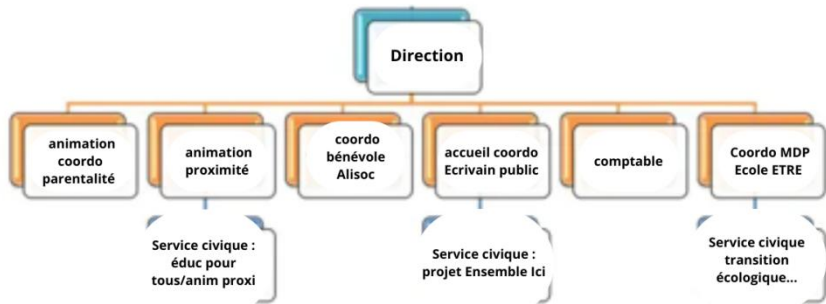 Direction
animation
coordo
parentalité
animation
proximité
coordo
bénévole
Alisoc
accueil coordo
Ecrivain public
comptable
Coordo MDP
Ecole ETRE
Service civique :
éduc pour
tous/anim proxi
Service civique :
projet Ensemble Ici
Service civique
transition
écologique...